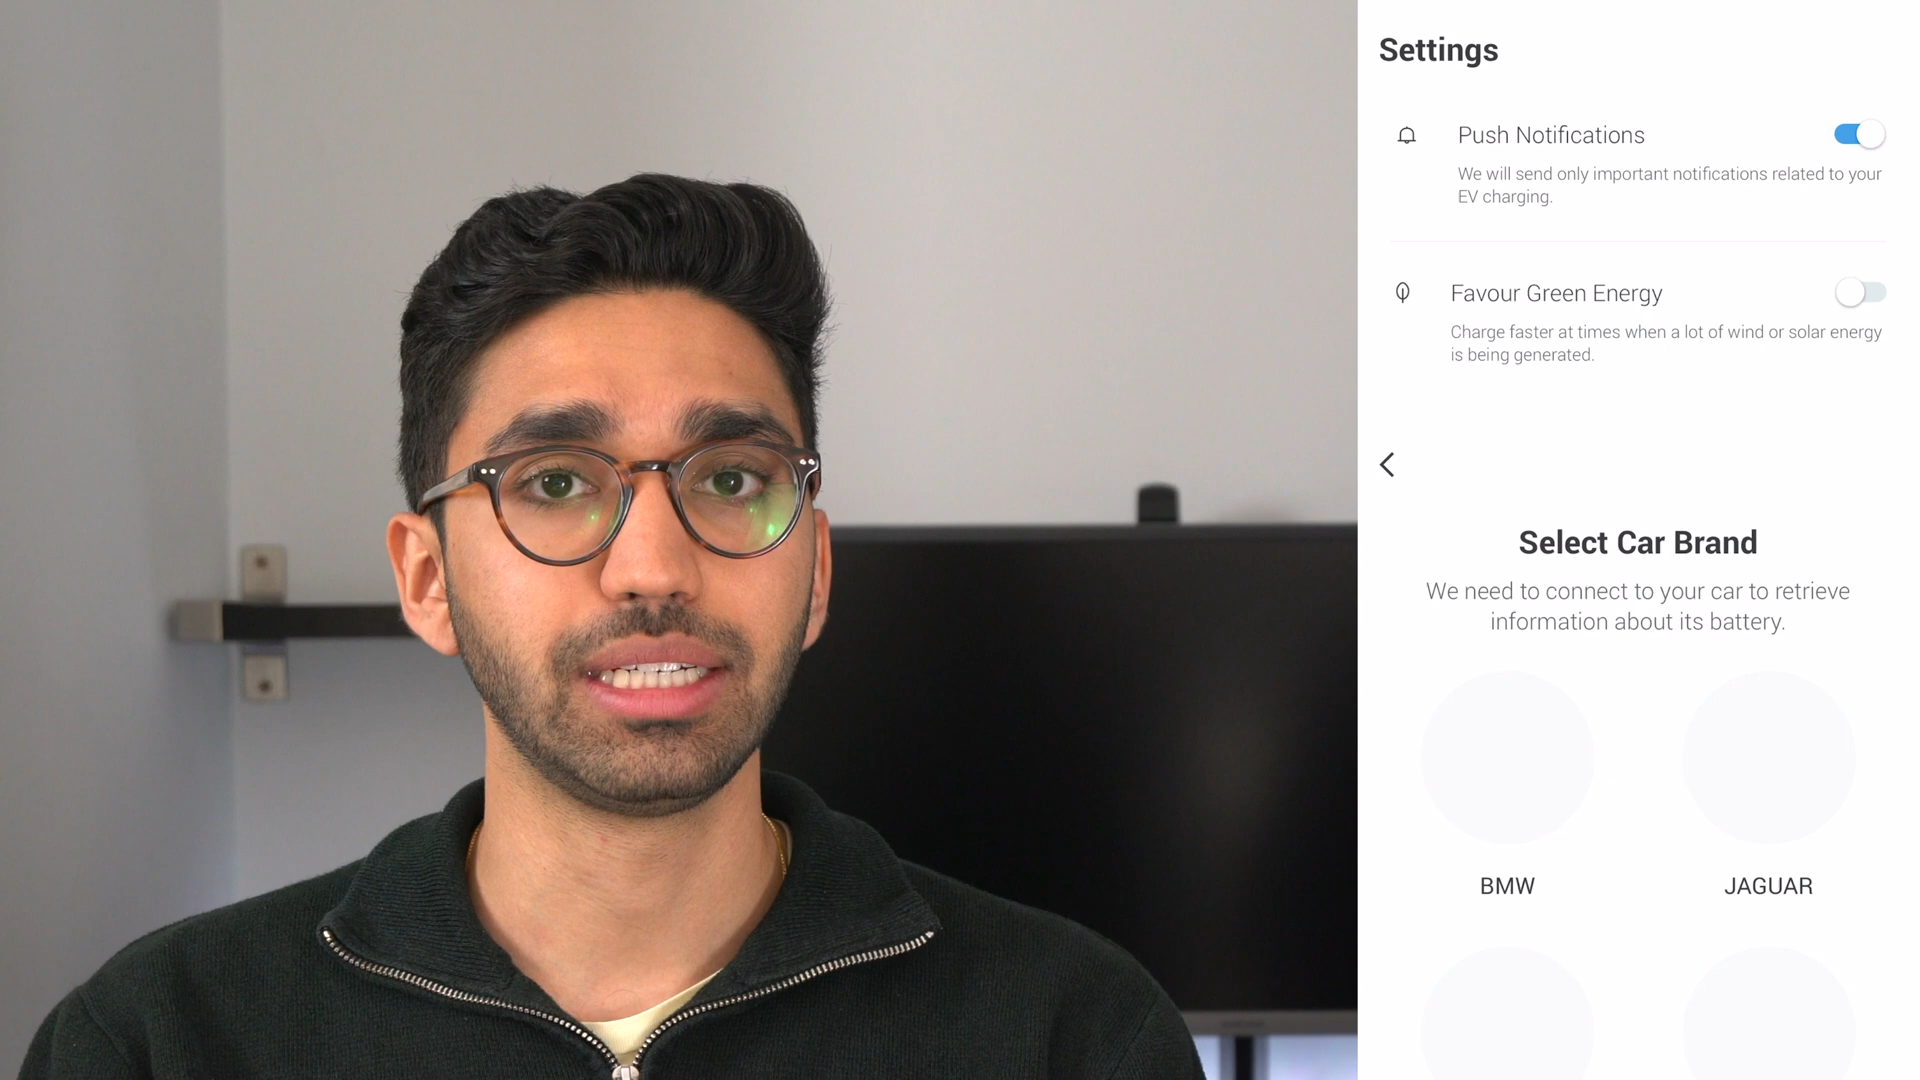 Settings
Push Notifications
We will send only important notifications related to your
EV charging.
Favour Green Energy
Charge faster at times when a lot of wind or solar energy
is being generated.
Select Car Brand
We need to connect to your car to retrieve
information about its battery.
BMW
JAGUAR